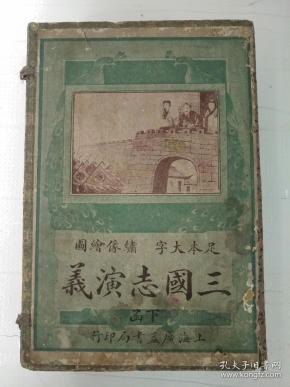 足本大字 繡像繪圖
三國志演義
下函
上海廣益書局印行
孔夫子旧书网